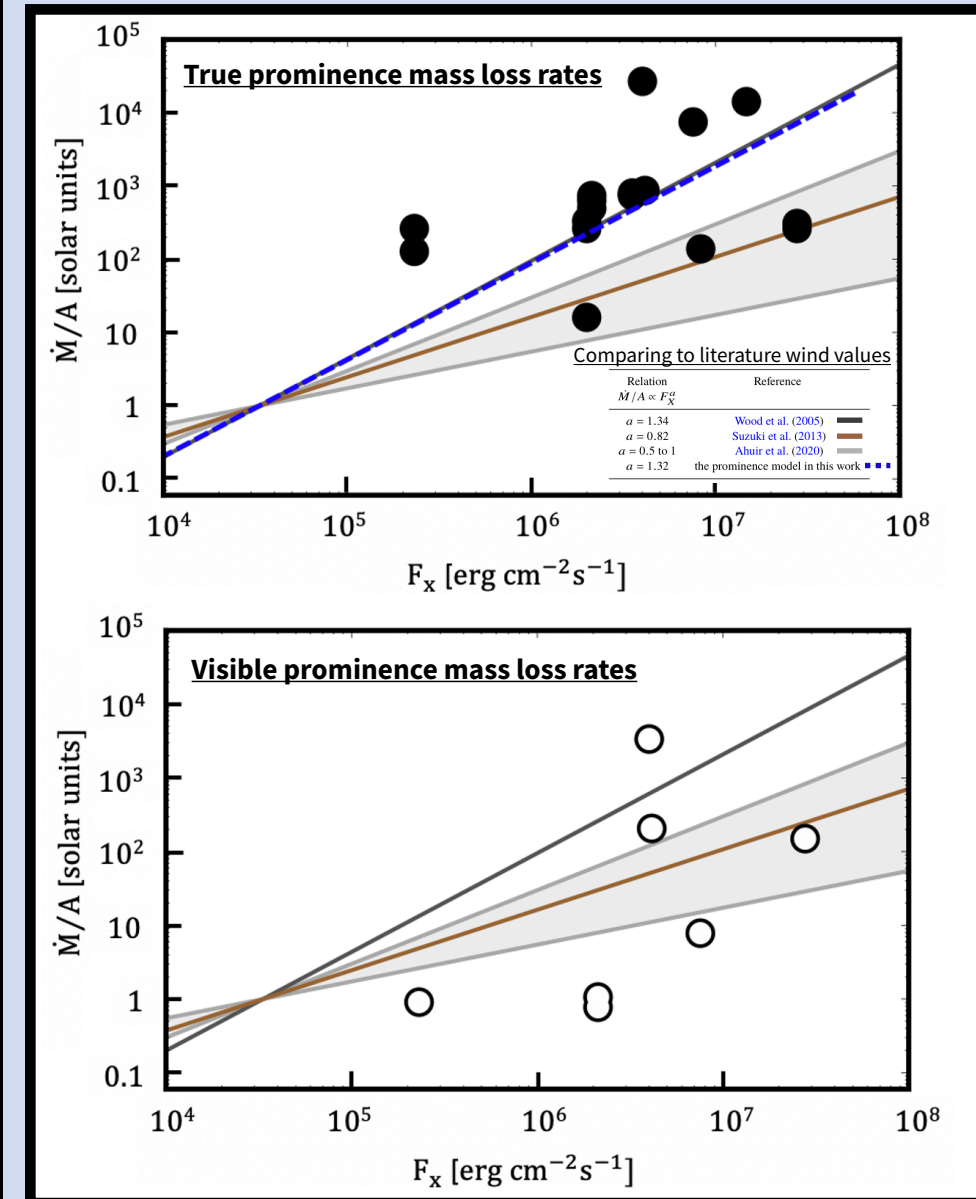 True prominence mass loss rates
10⁵
10⁴
10³
10²
10
1
0.1
Ṁ/A [solar units]
Comparing to literature wind values
Relation Reference
Ṁ/A ∝ F_X^a
a = 1.34 Wood et al. (2005)
a = 0.82 Suzuki et al. (2013)
a = 0.5 to 1 Ahuir et al. (2020)
a = 1.32 the prominence model in this work
10⁴ 10⁵ 10⁶ 10⁷ 10⁸
Fₓ [erg cm⁻²s⁻¹]
Visible prominence mass loss rates
10⁵
10⁴
10³
10²
10
1
0.1
Ṁ/A [solar units]
10⁴ 10⁵ 10⁶ 10⁷ 10⁸
Fₓ [erg cm⁻²s⁻¹]